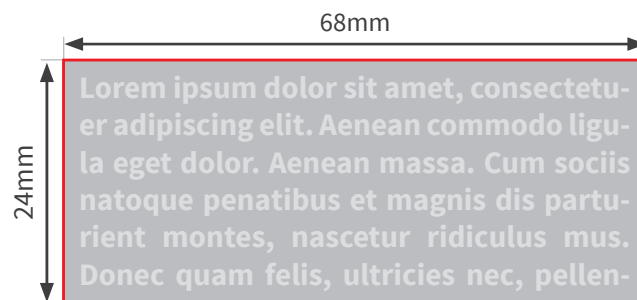 68mm
24mm
Lorem ipsum dolor sit amet, consectetu-
er adipiscing elit. Aenean commodo ligu-
la eget dolor. Aenean massa. Cum sociis
natoque penatibus et magnis dis partu-
rient montes, nascetur ridiculus mus.
Donec quam felis, ultricies nec, pellen-